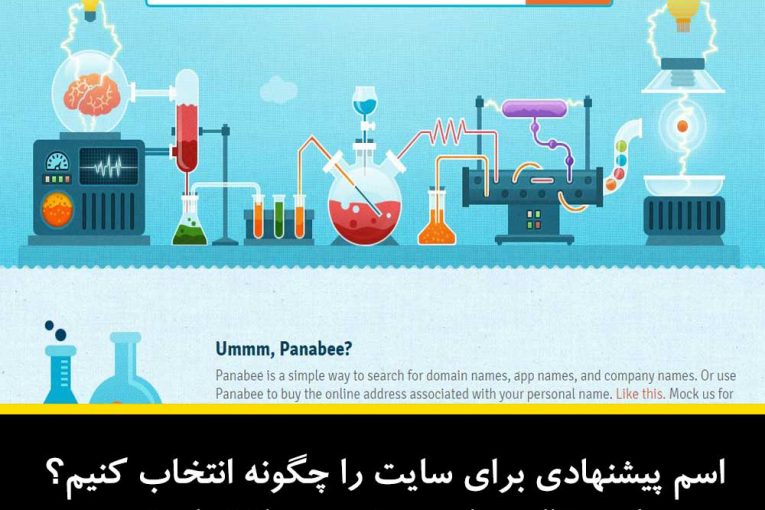 Ummm, Panabee?
Panabee is a simple way to search for domain names, app names, and company names. Or use
Panabee to buy the online address associated with your personal name. Like this. Mock us for
اسم پیشنهادی برای سایت را چگونه انتخاب کنیم؟